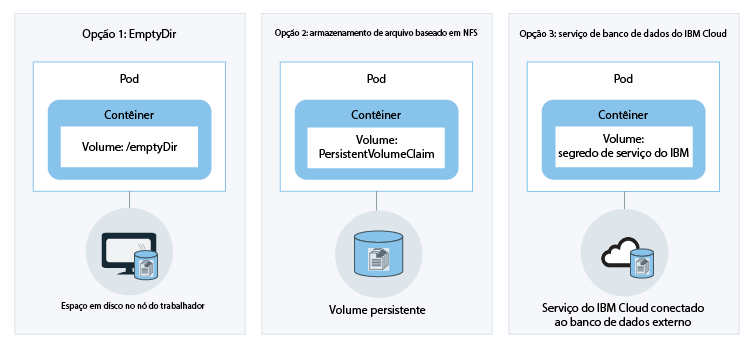 Opção 1: EmptyDir
Pod
Contêiner
Volume: /emptyDir
Espaço em disco no nó do trabalhador
Opção 2: armazenamento de arquivo baseado em NFS
Pod
Contêiner
Volume:
PersistentVolumeClaim
Volume persistente
Opção 3: serviço de banco de dados do IBM Cloud
Pod
Contêiner
Volume:
segredo de serviço do IBM
Serviço do IBM Cloud conectado
ao banco de dados externo